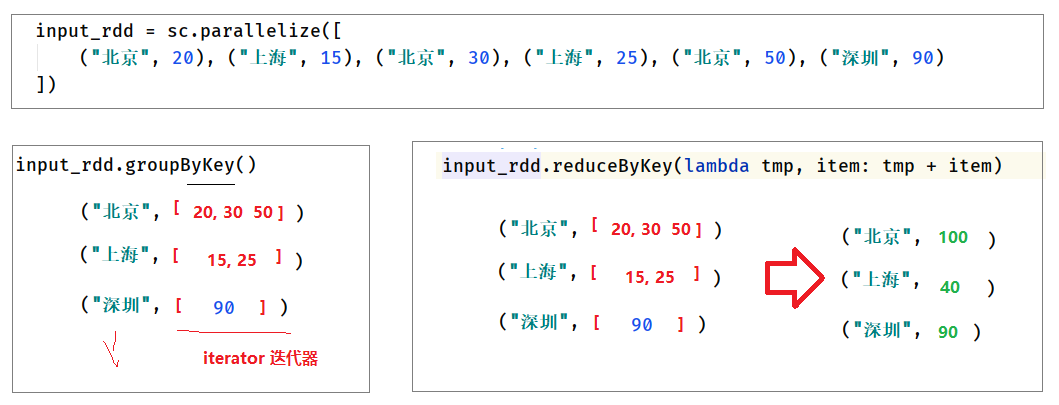 input_rdd = sc.parallelize([
("北京", 20), ("上海", 15), ("北京", 30), ("上海", 25), ("北京", 50), ("深圳", 90)
])
input_rdd.groupByKey()
("北京", [ 20, 30 50 ] )
("上海", [ 15, 25 ] )
("深圳", [ 90 ] )
iterator 迭代器
input_rdd.reduceByKey(lambda tmp, item: tmp + item)
("北京", [ 20, 30 50 ] )
("上海", [ 15, 25 ] )
("深圳", [ 90 ] )
("北京", 100 )
("上海", 40 )
("深圳", 90 )